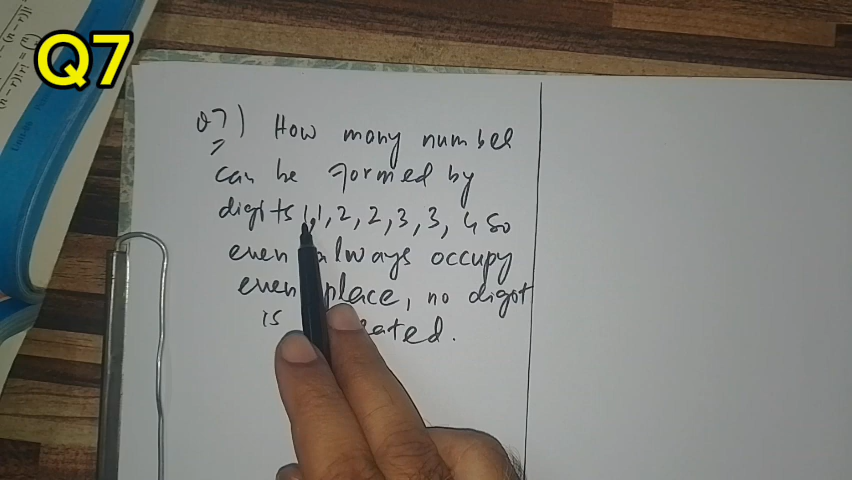 Q7
Q7) How many number
can be formed by
digits 1,1,2,2,3,3,4 so
even always occupy
even place, no digit
is